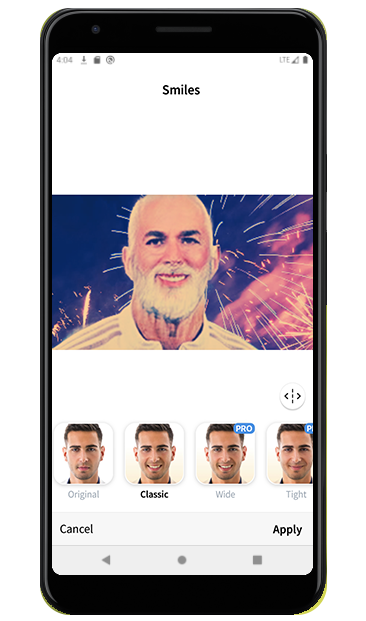 4:04
LTE
Smiles
PRO
Original
Classic
Wide
Tight
Cancel
Apply